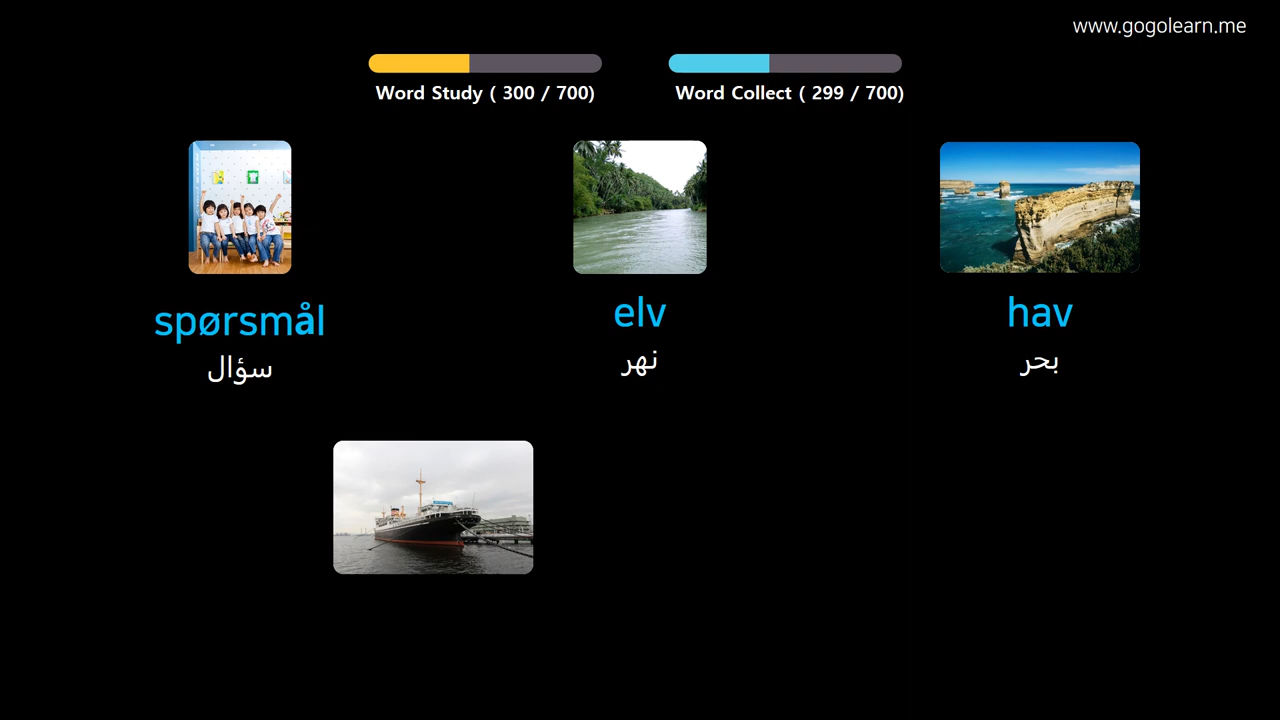 www.gogolearn.me
Word Study ( 300 / 700)
Word Collect ( 299 / 700)
spørsmål
سؤال
elv
نهر
hav
بحر